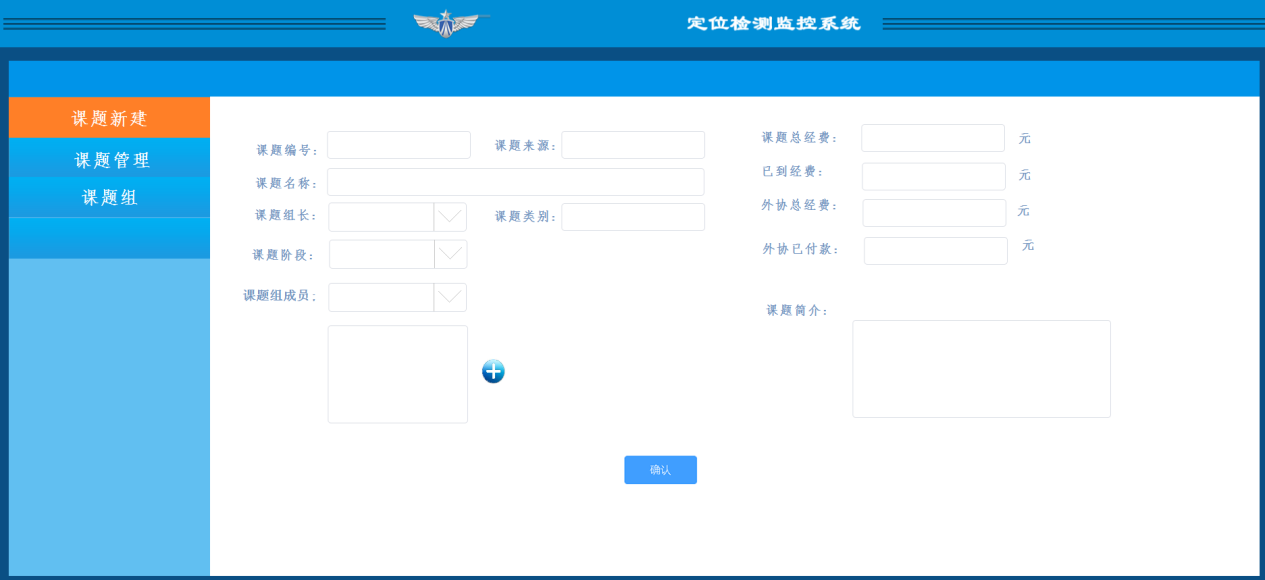 定位检测监控系统
课题新建
课题管理
课题组
课题编号：
课题来源：
课题名称：
课题组长：
课题类别：
课题阶段：
课题组成员：
课题总经费：
元
已到经费：
元
外协总经费：
元
外协已付款：
元
课题简介：
确认